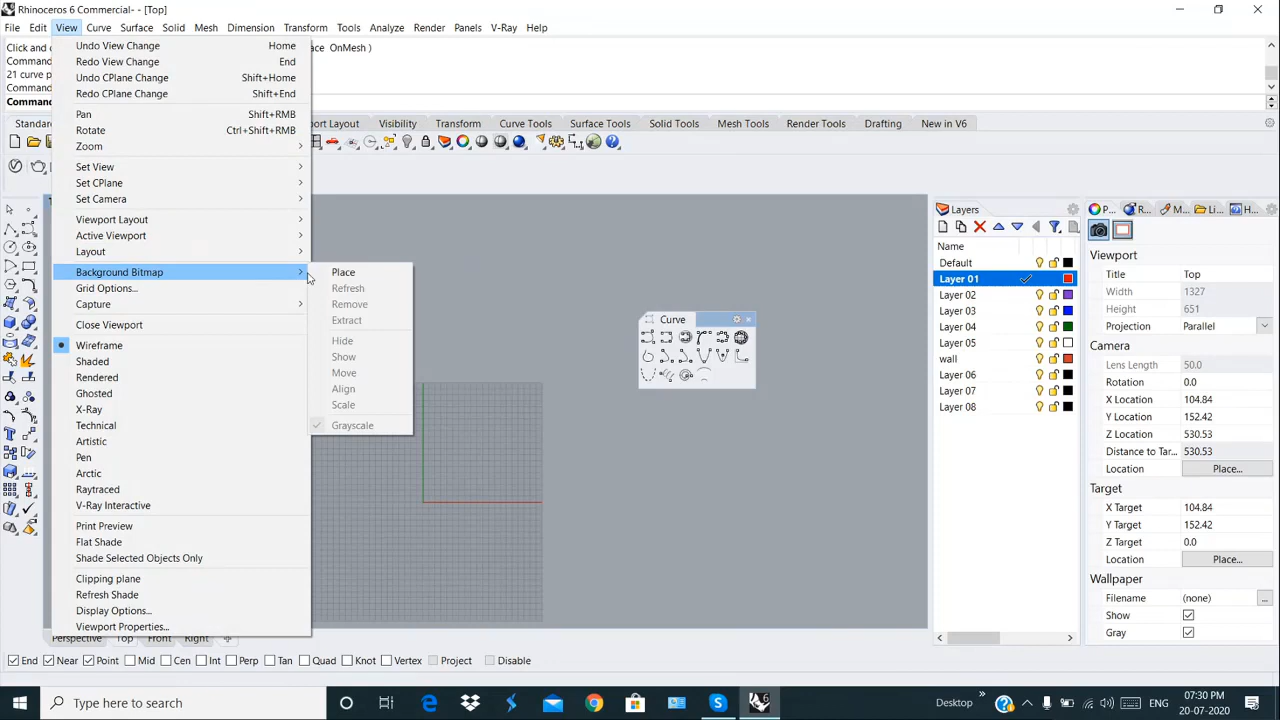 Rhinoceros 6 Commercial- - [Top]
File Edit View Curve Surface Solid Mesh Dimension Transform Tools Analyze Render Panels V-Ray Help
Click and
ace OnMesh )
Comman
21 curve p
Comman
Comman
Undo View Change Home
Redo View Change End
Undo CPlane Change Shift+Home
Redo CPlane Change Shift+End
Pan Shift+RMB
Rotate Ctrl+Shift+RMB
Zoom
Set View
Set CPlane
Set Camera
Viewport Layout
Active Viewport
Layout
Background Bitmap
Grid Options...
Capture
Close Viewport
Wireframe
Shaded
Rendered
Ghosted
X-Ray
Technical
Artistic
Pen
Arctic
Raytraced
V-Ray Interactive
Print Preview
Flat Shade
Shade Selected Objects Only
Clipping plane
Refresh Shade
Display Options...
Viewport Properties...
Place
Refresh
Remove
Extract
Hide
Show
Move
Align
Scale
Grayscale
Standar
port Layout Visibility Transform Curve Tools Surface Tools Solid Tools Mesh Tools Render Tools Drafting New in V6
Curve
Layers
Name
Default
Layer 01
Layer 02
Layer 03
Layer 04
Layer 05
wall
Layer 06
Layer 07
Layer 08
P... R... M... Li... H...
Viewport
Title Top
Width 1327
Height 651
Projection Parallel
Camera
Lens Length 50.0
Rotation 0.0
X Location 104.84
Y Location 152.42
Z Location 530.53
Distance to Tar... 530.53
Location Place...
Target
X Target 104.84
Y Target 152.42
Z Target 0.0
Location Place...
Wallpaper
Filename (none) ...
Show
Gray
Perspective Top Front Right
End Near Point Mid Cen Int Perp Tan Quad Knot Vertex Project Disable
Type here to search
Desktop
ENG
07:30 PM
20-07-2020